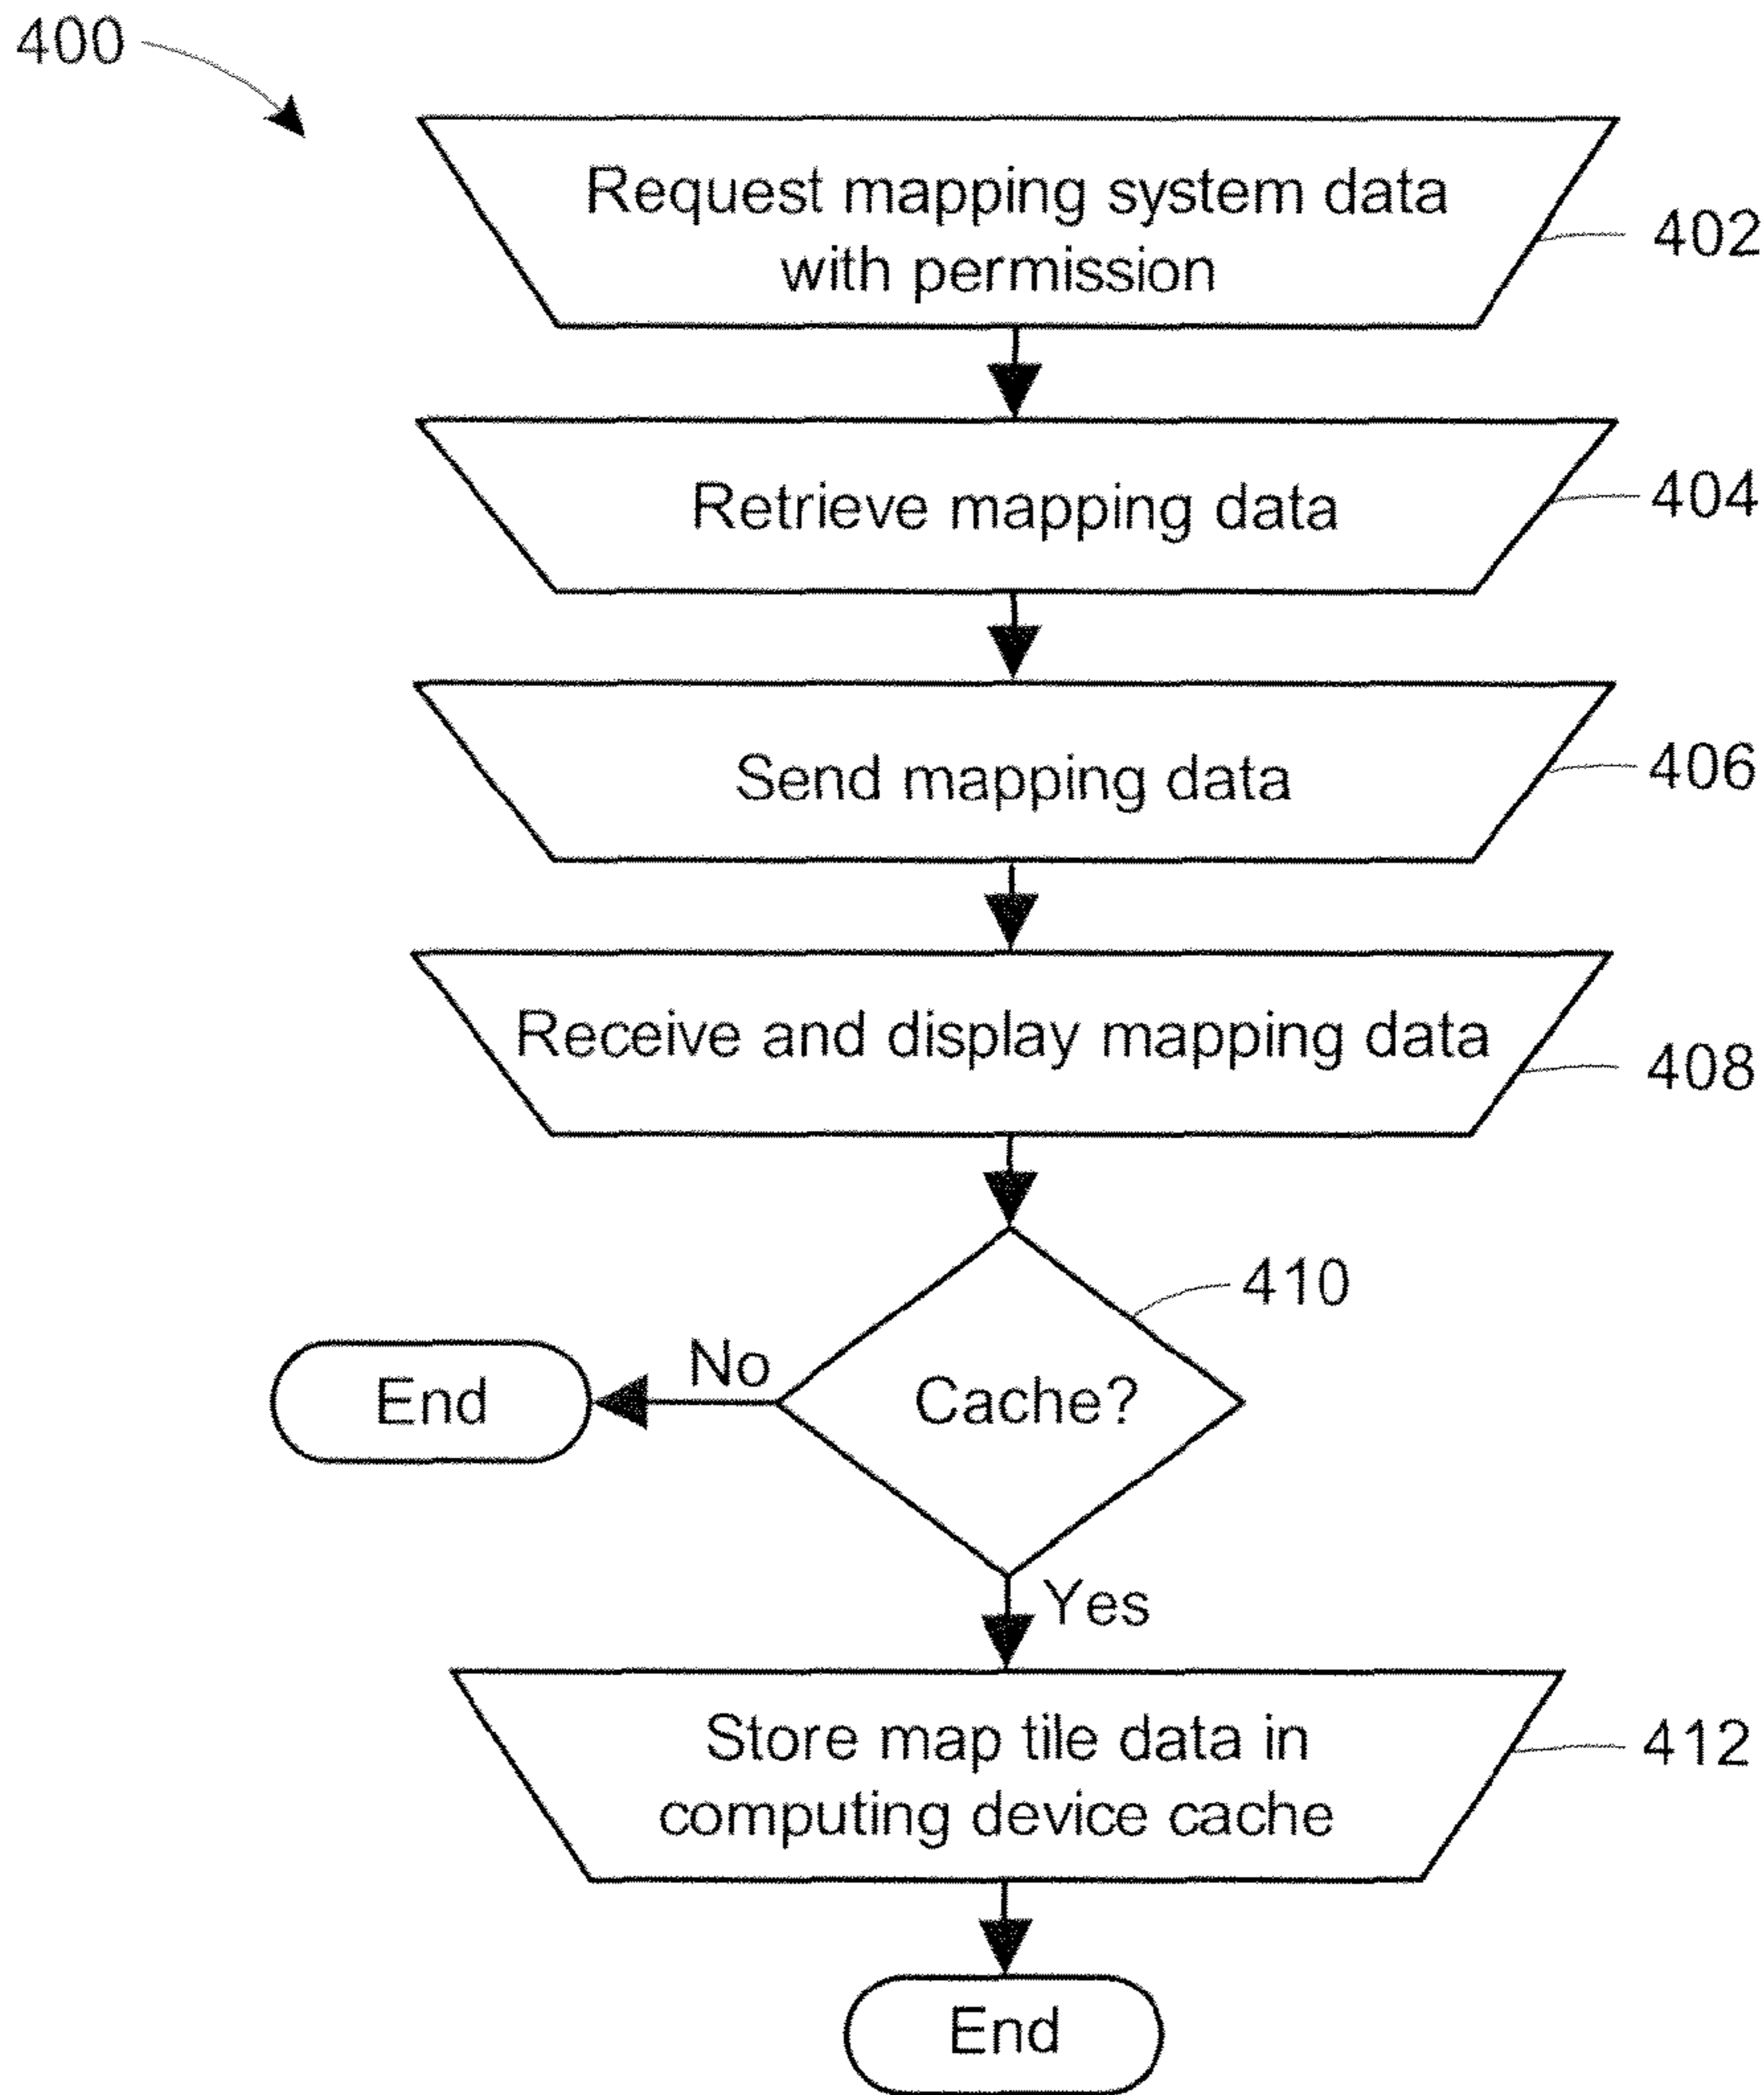 400
Request mapping system data
with permission
402
Retrieve mapping data
404
Send mapping data
406
Receive and display mapping data
408
410
Cache?
No
End
Yes
Store map tile data in
computing device cache
412
End